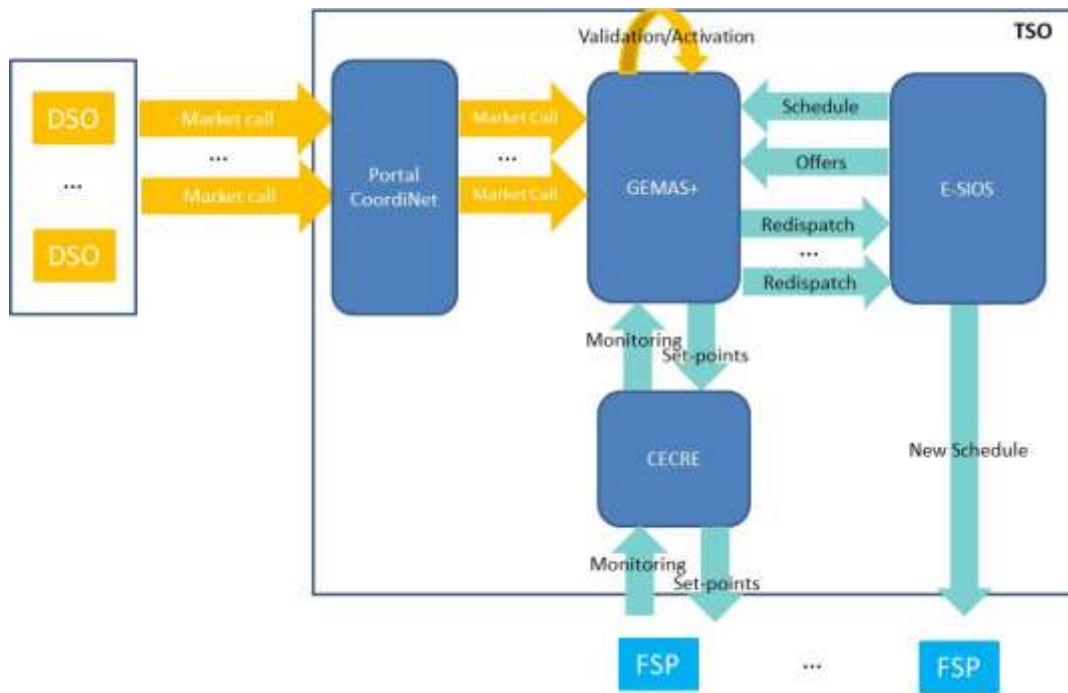 TSO
Validation/Activation
DSO
...
DSO
Market call
...
Market call
Portal
CoordiNet
Market Call
...
Market Call
GEMAS+
Schedule
Offers
Redispatch
...
Redispatch
E-SIOS
Monitoring
Set-points
CECRE
New Schedule
Monitoring
Set-points
FSP
...
FSP